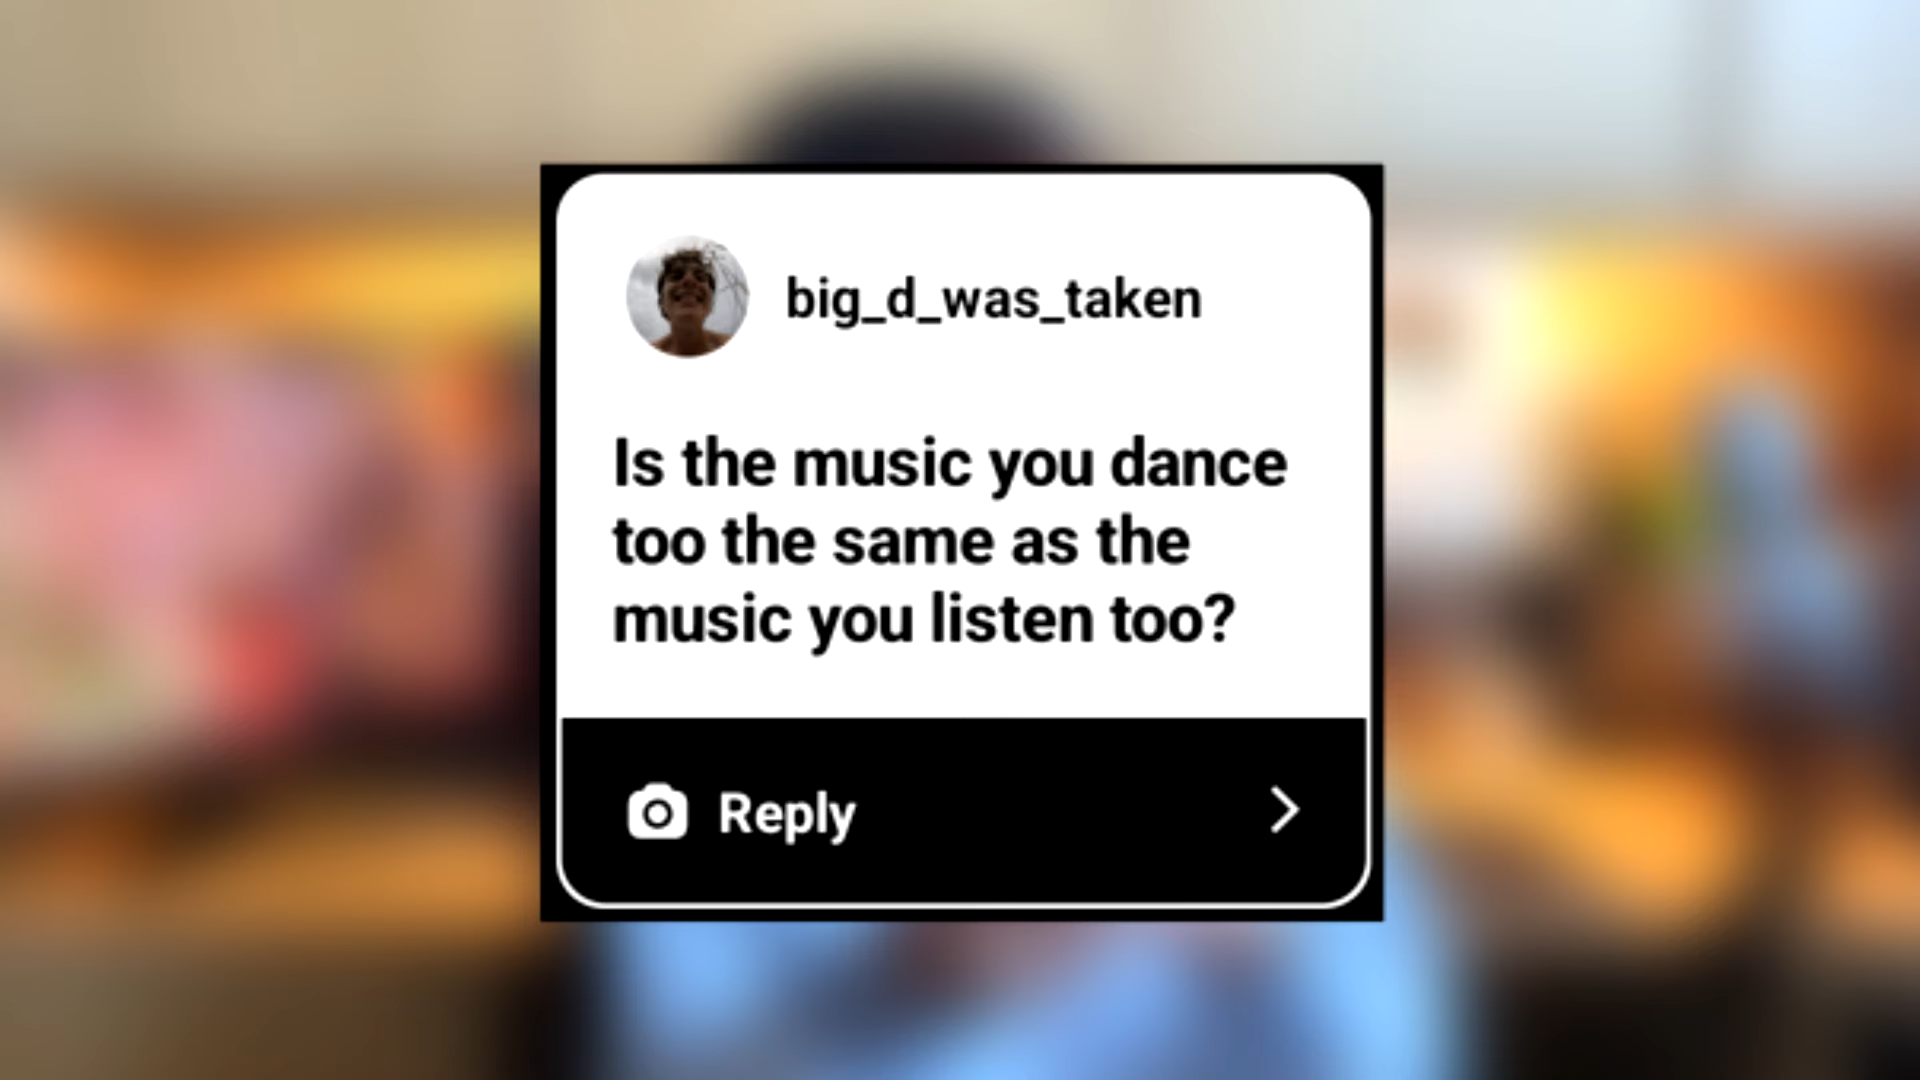 big_d_was_taken
Is the music you dance
too the same as the
music you listen too?
Reply